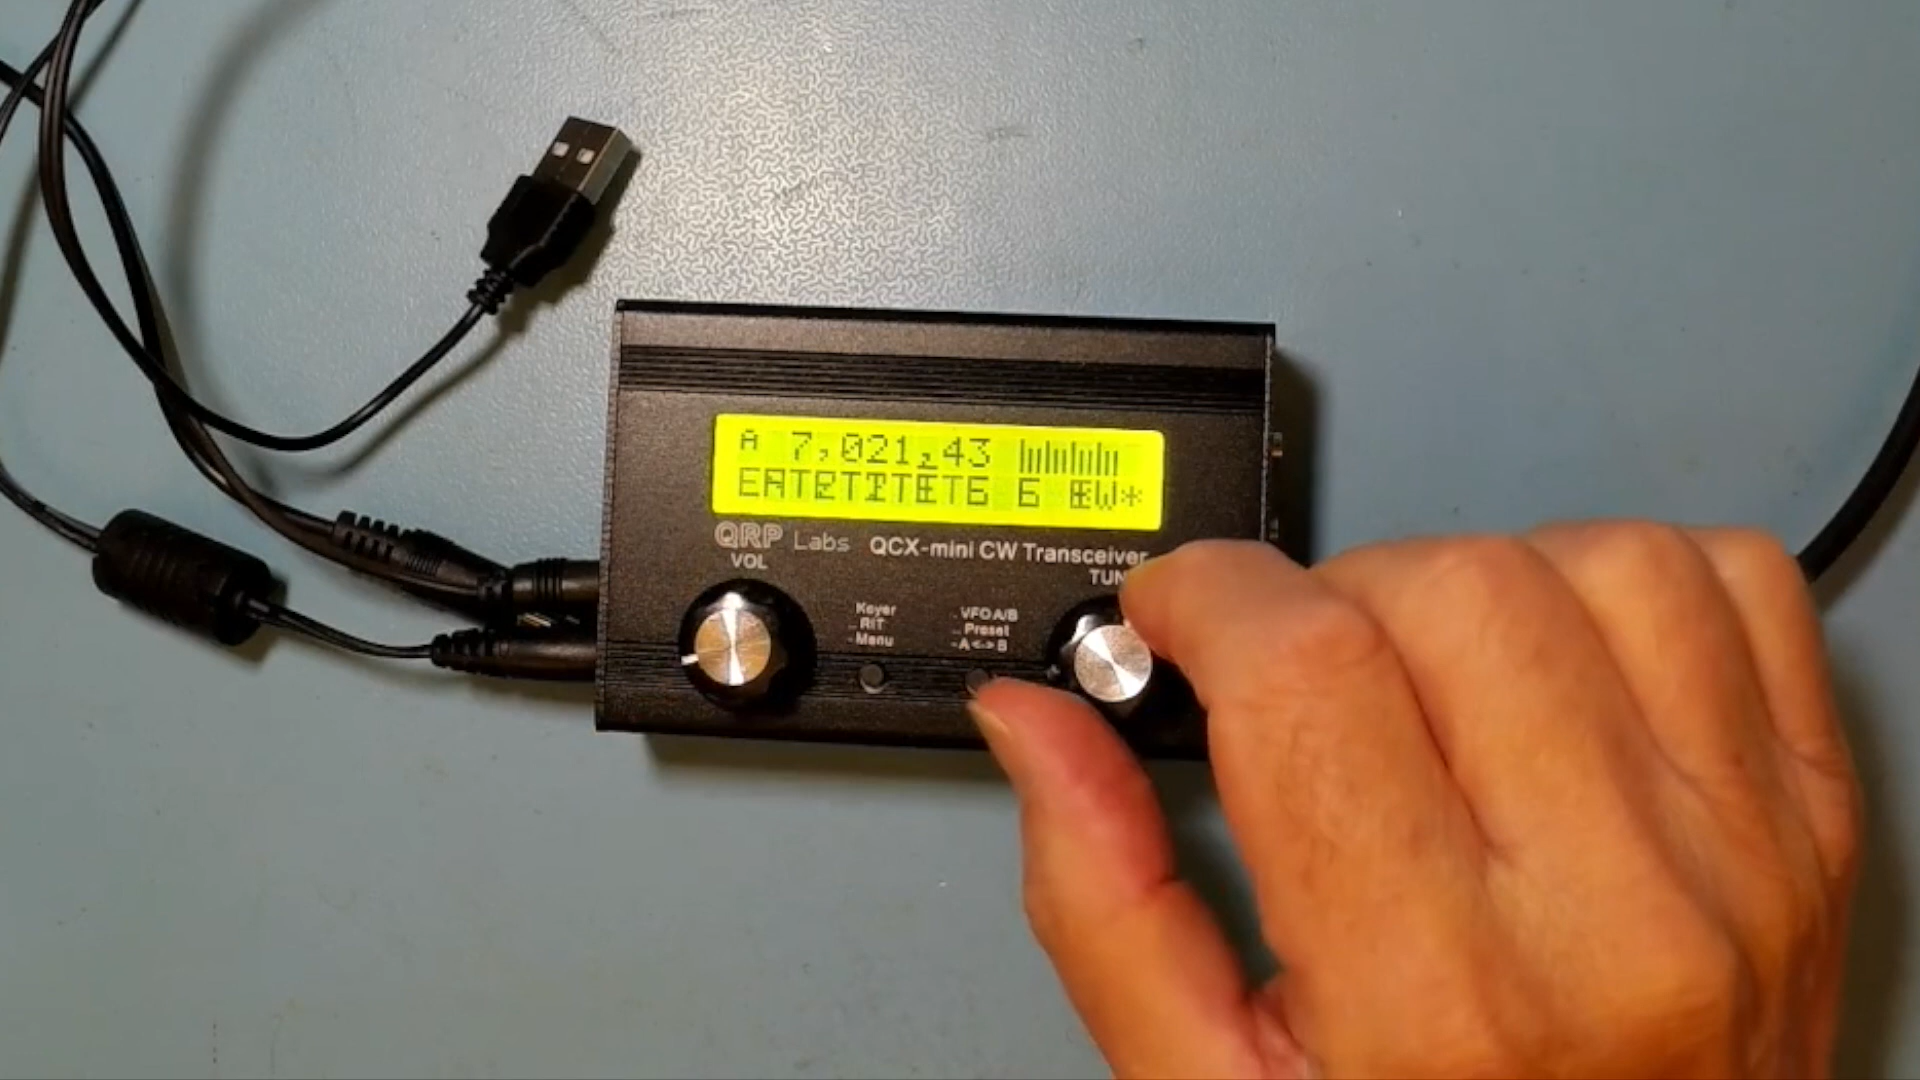 A 7,021,43
QRP Labs QCX-mini CW Transceiver
VOL
Keyer
RIT
Menu
VFO A/B
Preset
A<->B